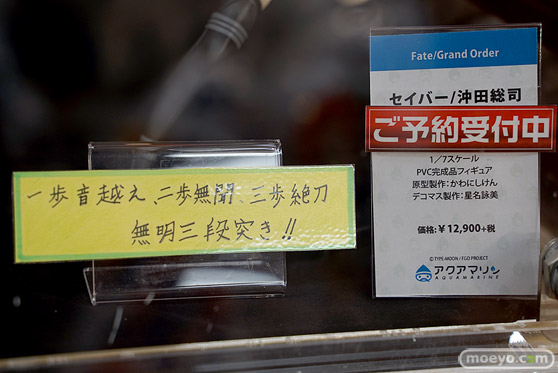 一歩音越え、二歩無間、三歩絶刀
無明三段突き!!
Fate/Grand Order
セイバー/沖田総司
ご予約受付中
1/7スケール
PVC完成品フィギュア
原型製作:かわにしけん
デコマス製作:星名詠美
価格:¥12,900+税
© TYPE-MOON / FGO PROJECT
アクアマリン
AQUAMARINE
moeyo.com